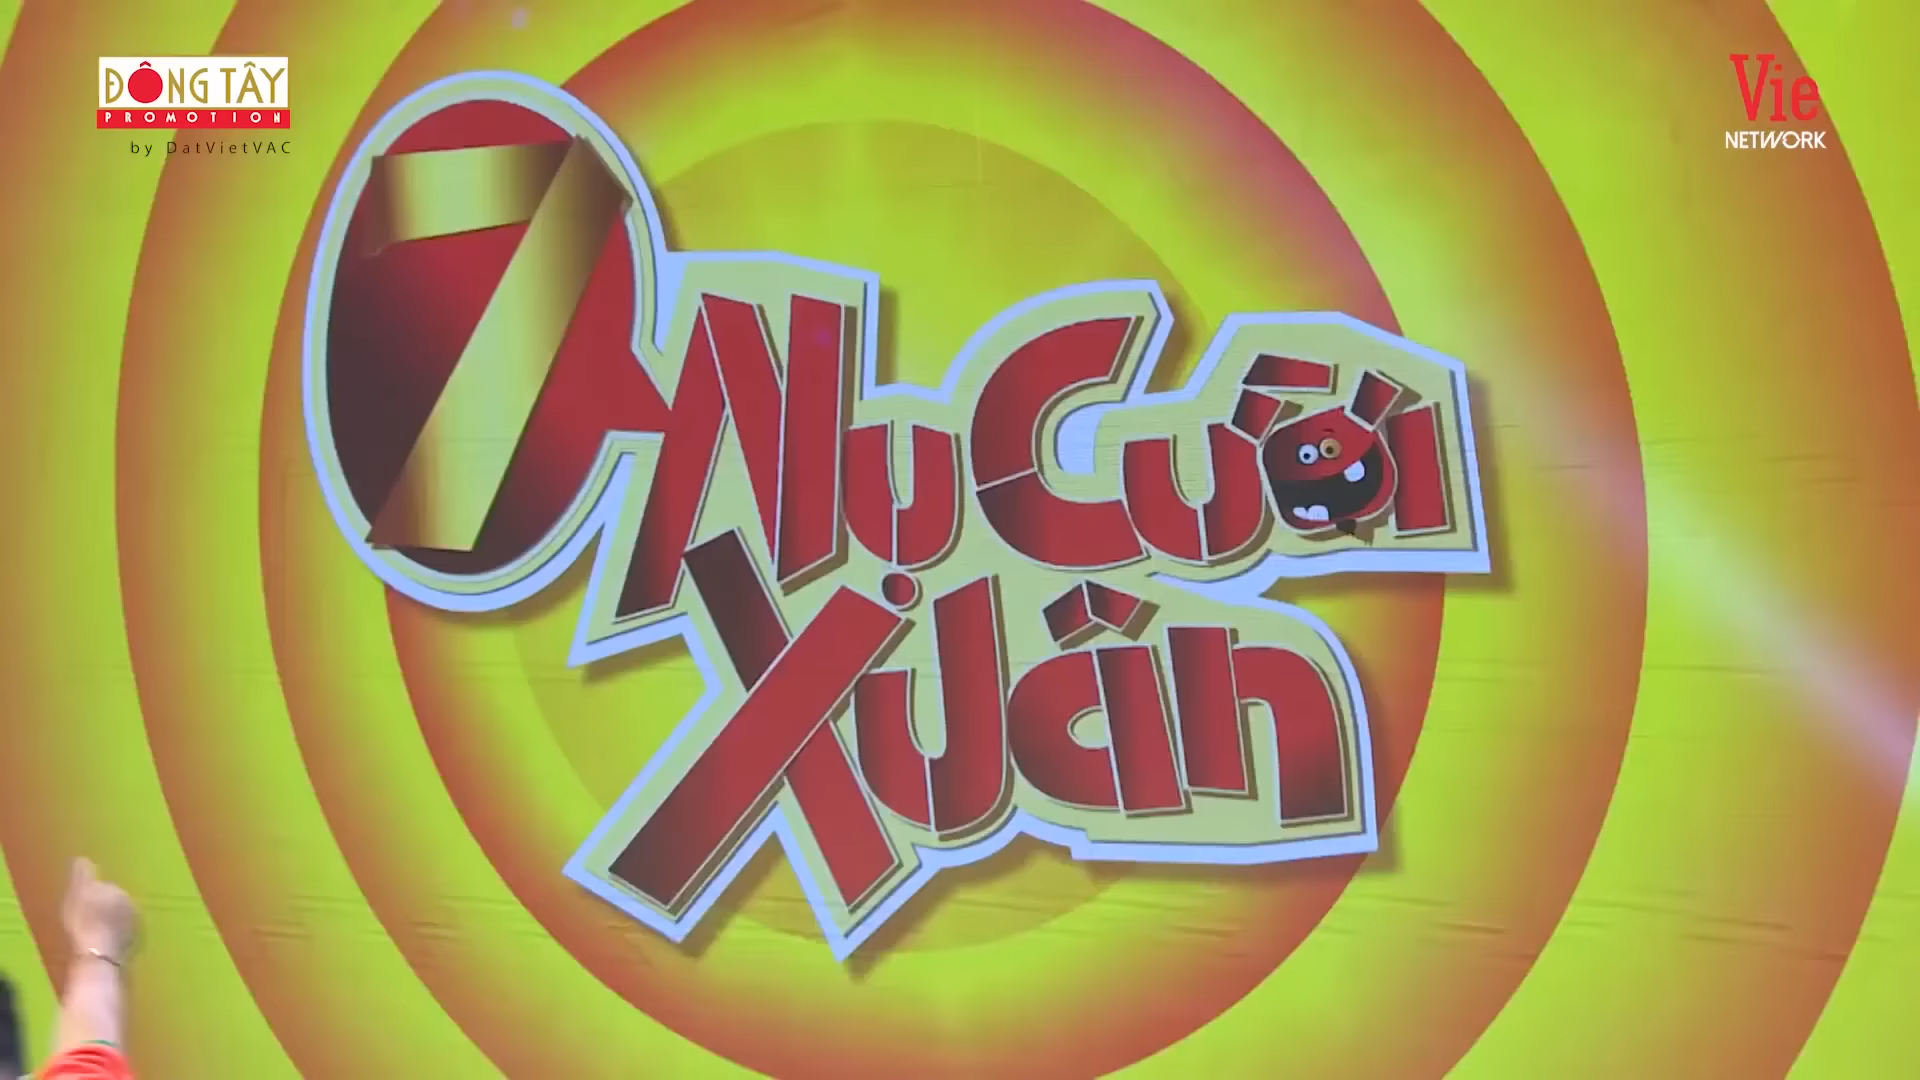 ĐÔNG TÂY
PROMOTION
by DatVietVAC
Vie
NETWORK
7 Nụ Cười
Xuân